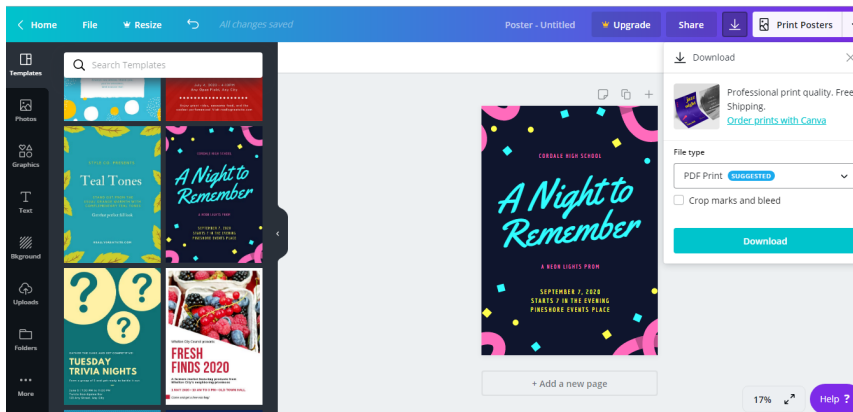 Home
File
Resize
All changes saved
Poster - Untitled
Upgrade
Share
Print Posters
Templates
Photos
Graphics
Text
Bkground
Uploads
Folders
More
Search Templates
Teal Tones
A Night to
Remember
TUESDAY
TRIVIA NIGHTS
FRESH
FINDS 2020
CORDALE HIGH SCHOOL
A Night to
Remember
A NEON LIGHTS PROM
SEPTEMBER 7, 2020
STARTS 7 IN THE EVENING
PINESHORE EVENTS PLACE
+ Add a new page
Download
Professional print quality. Free
Shipping.
Order prints with Canva
File type
PDF Print SUGGESTED
Crop marks and bleed
Download
17%
Help ?